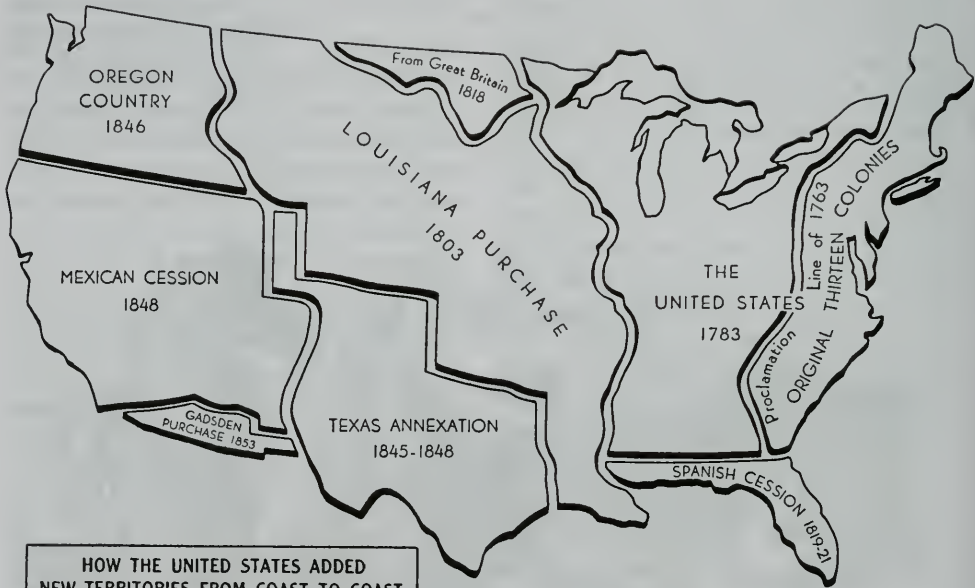 OREGON
COUNTRY
1846
From Great Britain
1818
LOUISIANA PURCHASE
1803
MEXICAN CESSION
1848
GADSDEN
PURCHASE 1853
TEXAS ANNEXATION
1845-1848
THE
UNITED STATES
1783
Proclamation Line of 1763
ORIGINAL THIRTEEN COLONIES
SPANISH CESSION 1819-21
HOW THE UNITED STATES ADDED
NEW TERRITORIES FROM COAST TO COAST